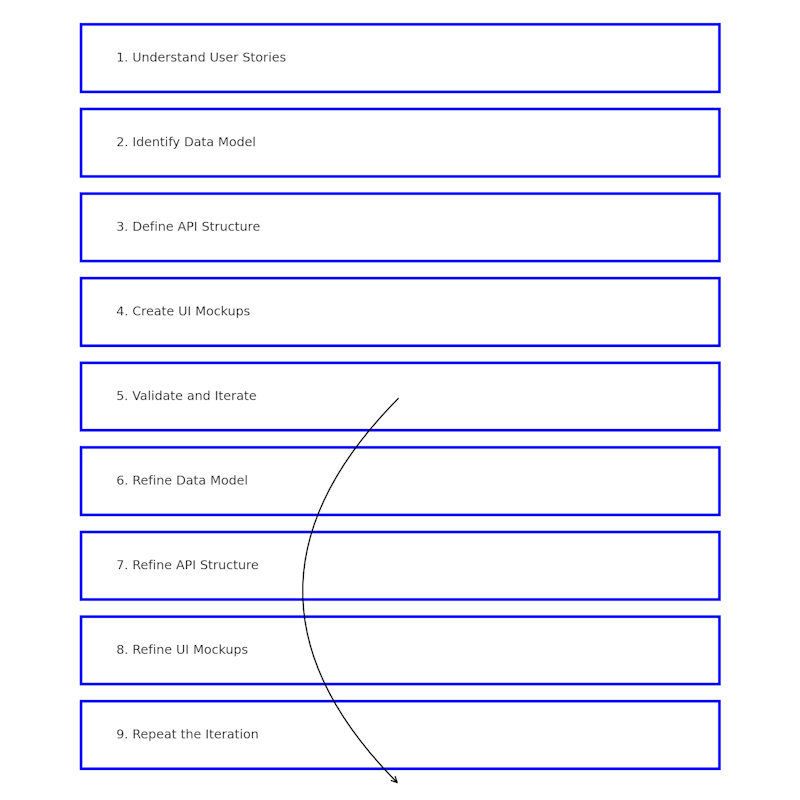 1. Understand User Stories
2. Identify Data Model
3. Define API Structure
4. Create UI Mockups
5. Validate and Iterate
6. Refine Data Model
7. Refine API Structure
8. Refine UI Mockups
9. Repeat the Iteration